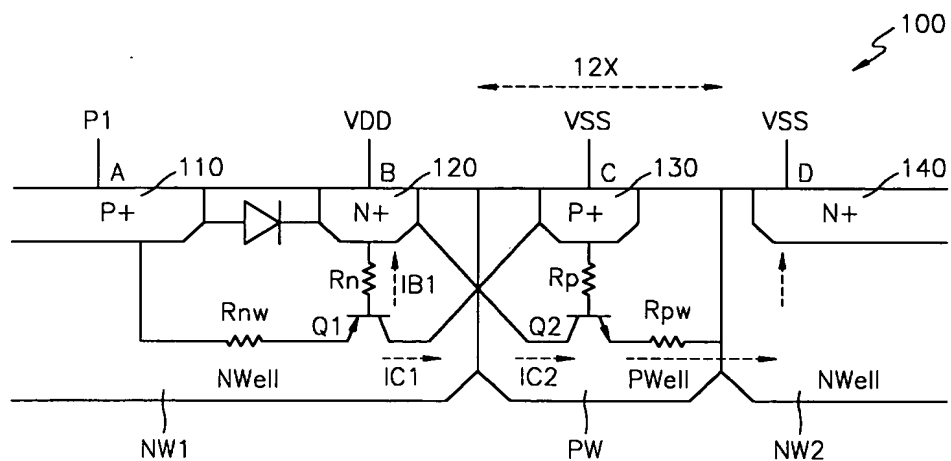 100
12X
P1
VDD
VSS
VSS
A
110
B
120
C
130
D
140
P+
N+
P+
N+
Rn
IB1
Rp
Rnw
Q1
Q2
Rpw
NWell
IC1
IC2
PWell
NWell
NW1
PW
NW2